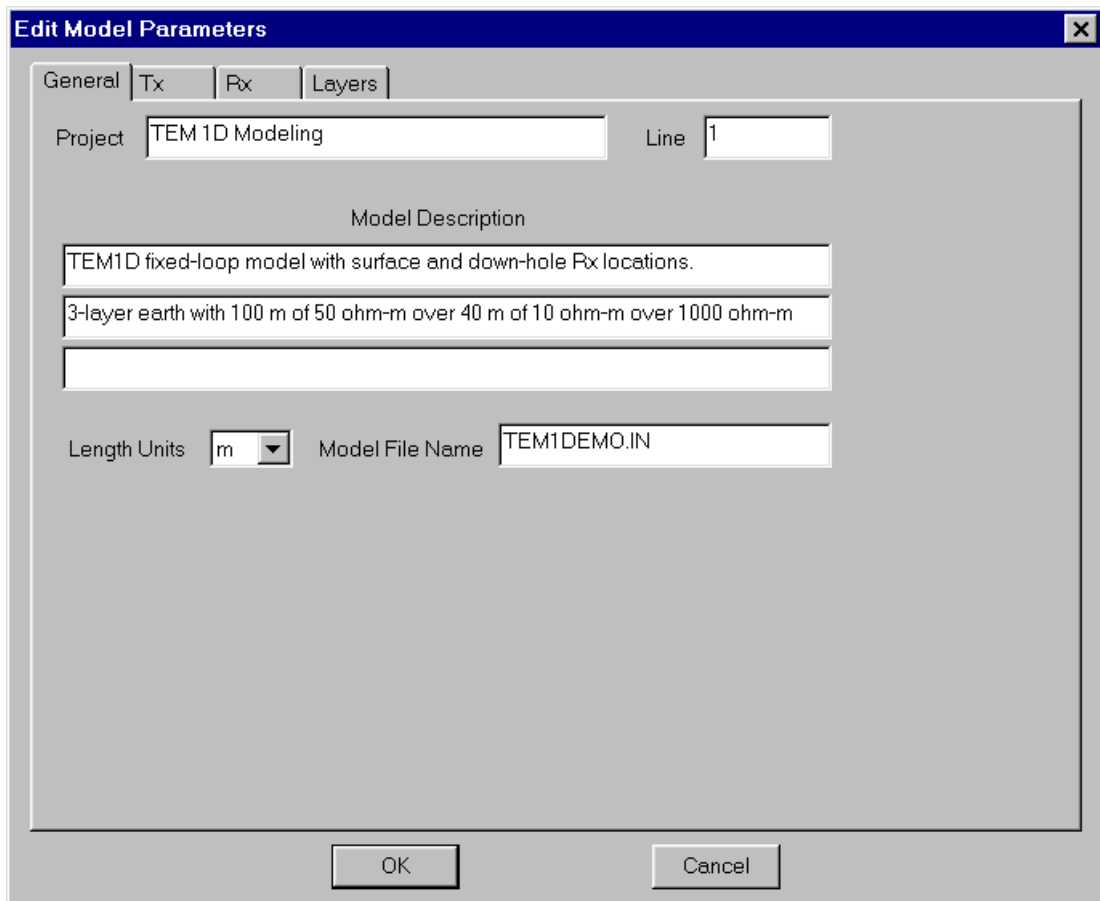 Edit Model Parameters
General Tx Rx Layers
Project TEM 1D Modeling Line 1
Model Description
TEM1D fixed-loop model with surface and down-hole Rx locations.
3-layer earth with 100 m of 50 ohm-m over 40 m of 10 ohm-m over 1000 ohm-m
Length Units m Model File Name TEM1DEMO.IN
OK Cancel